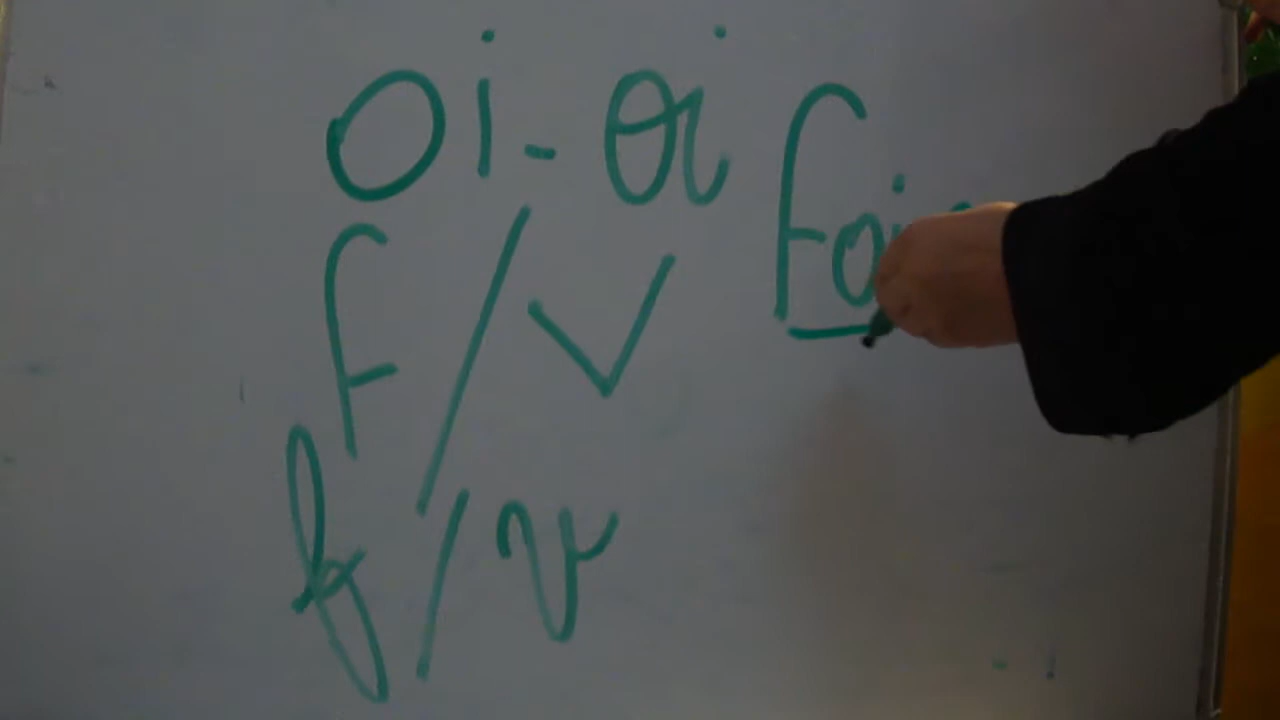 oi - oi
f / v
f / v